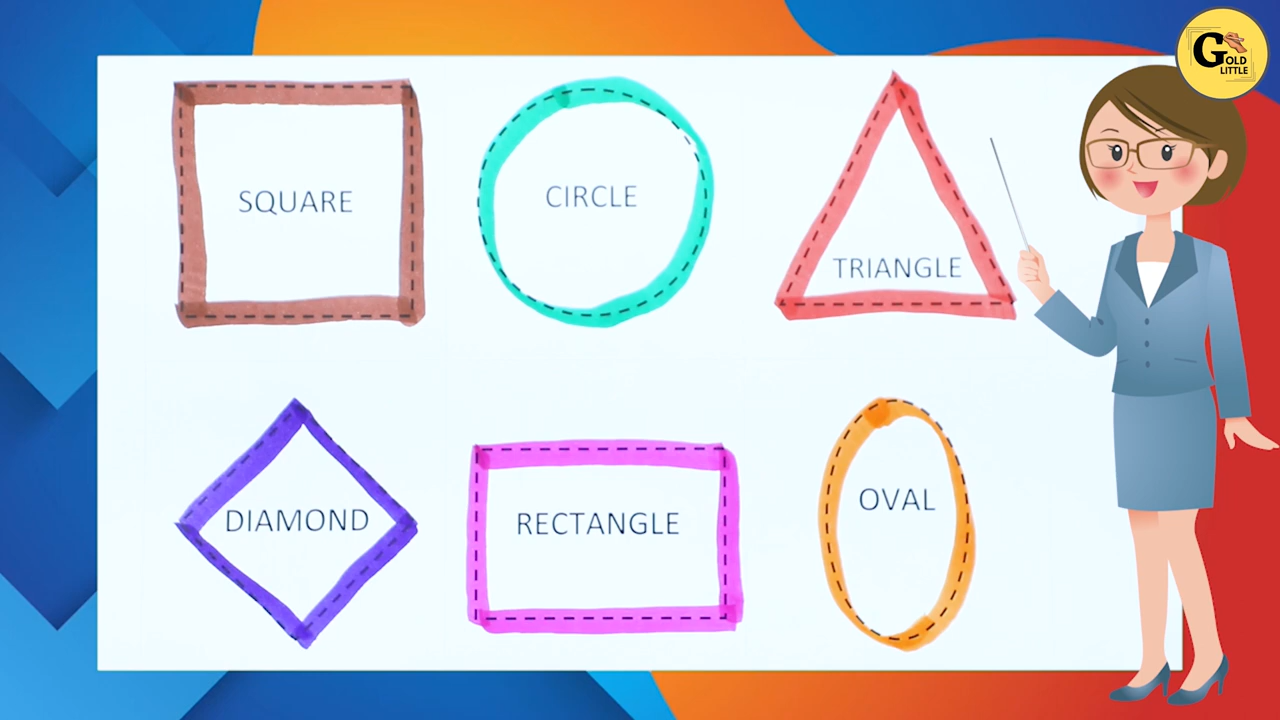 SQUARE
CIRCLE
TRIANGLE
DIAMOND
RECTANGLE
OVAL
GOLD
LITTLE